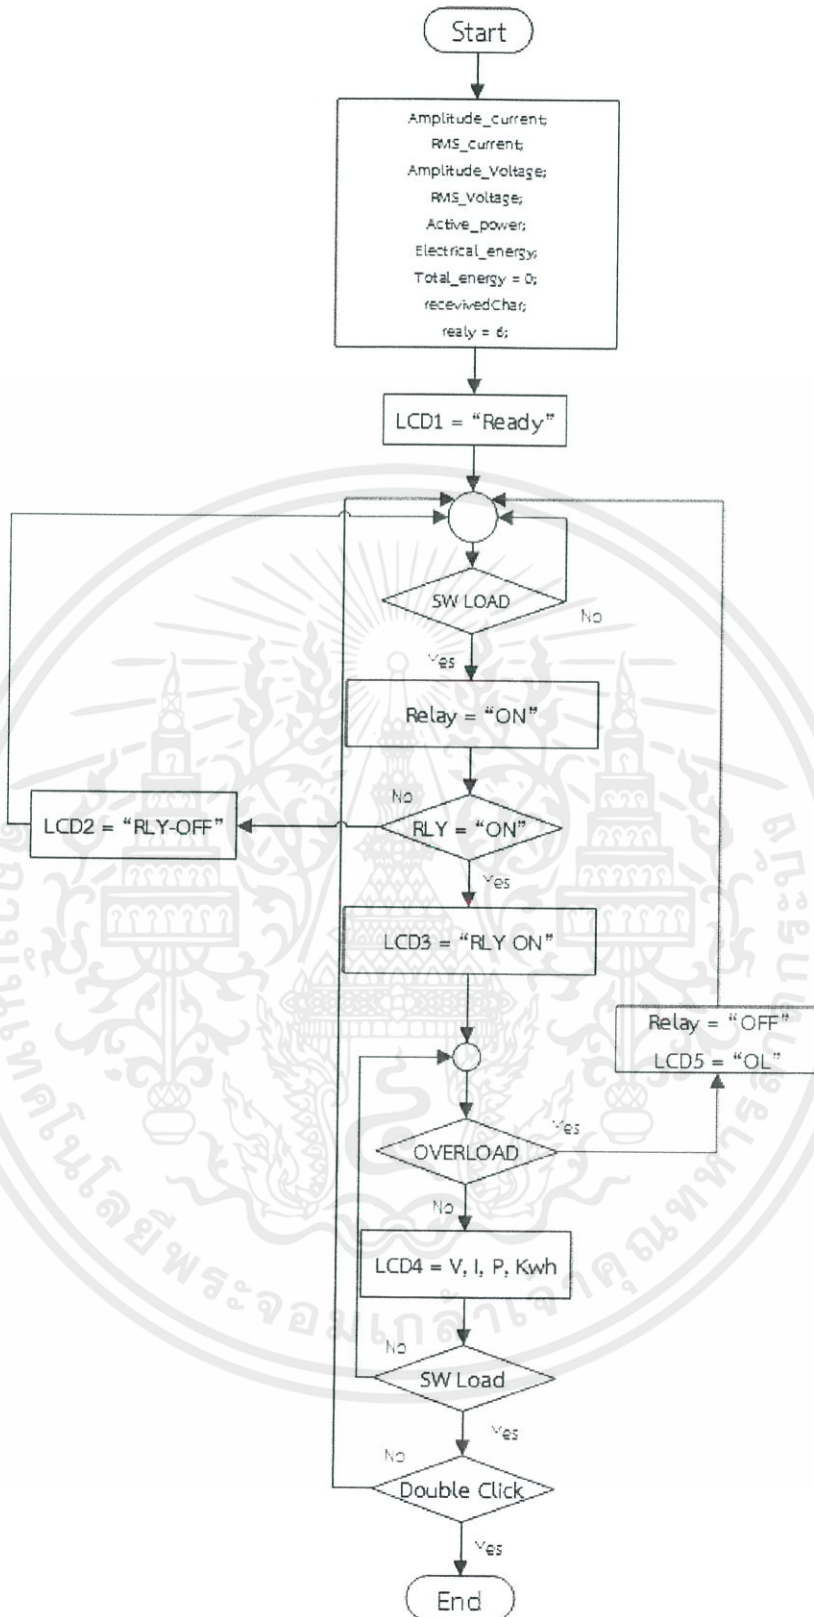 Start
Amplitude_current;
RMS_current;
Amplitude_Voltage;
RMS_Voltage;
Active_power;
Electrical_energy;
Total_energy = 0;
recevivedChar;
realy = 6;
LCD1 = “Ready”
SW LOAD
No
Yes
Relay = “ON”
No
LCD2 = “RLY-OFF”
RLY = “ON”
Yes
LCD3 = “RLY ON”
Relay = “OFF”
LCD5 = “OL”
Yes
OVERLOAD
No
LCD4 = V, I, P, Kwh
No
SW Load
Yes
No
Double Click
Yes
End